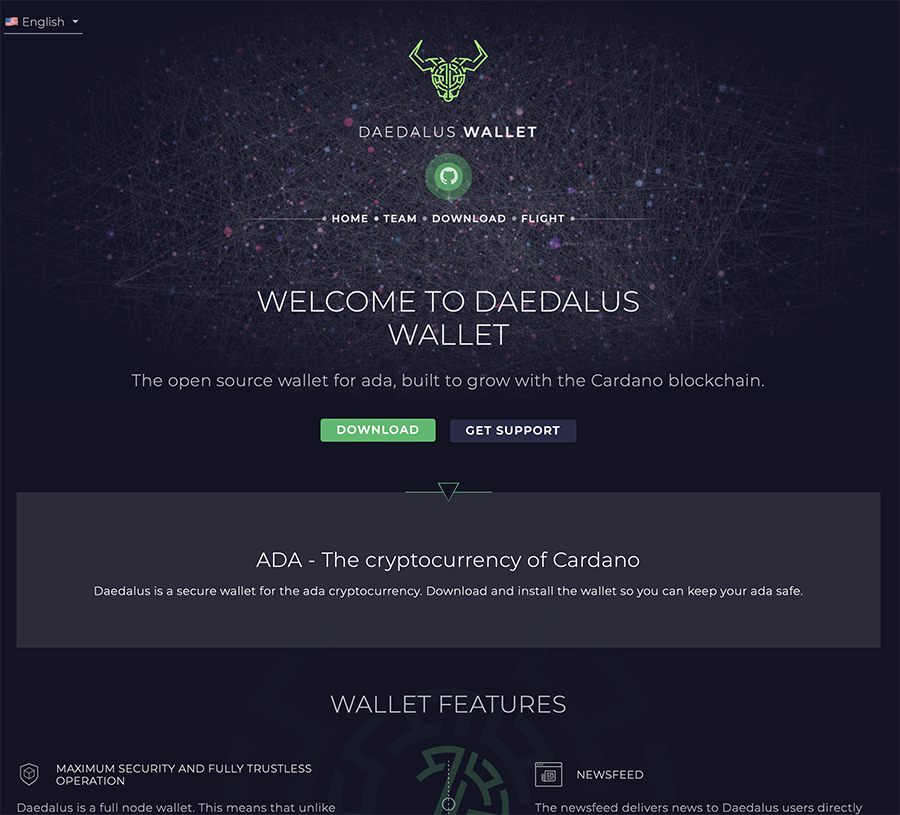 English
DAEDALUS WALLET
HOME TEAM DOWNLOAD FLIGHT
WELCOME TO DAEDALUS
WALLET
The open source wallet for ada, built to grow with the Cardano blockchain.
DOWNLOAD GET SUPPORT
ADA - The cryptocurrency of Cardano
Daedalus is a secure wallet for the ada cryptocurrency. Download and install the wallet so you can keep your ada safe.
WALLET FEATURES
MAXIMUM SECURITY AND FULLY TRUSTLESS
OPERATION
Daedalus is a full node wallet. This means that unlike
NEWSFEED
The newsfeed delivers news to Daedalus users directly